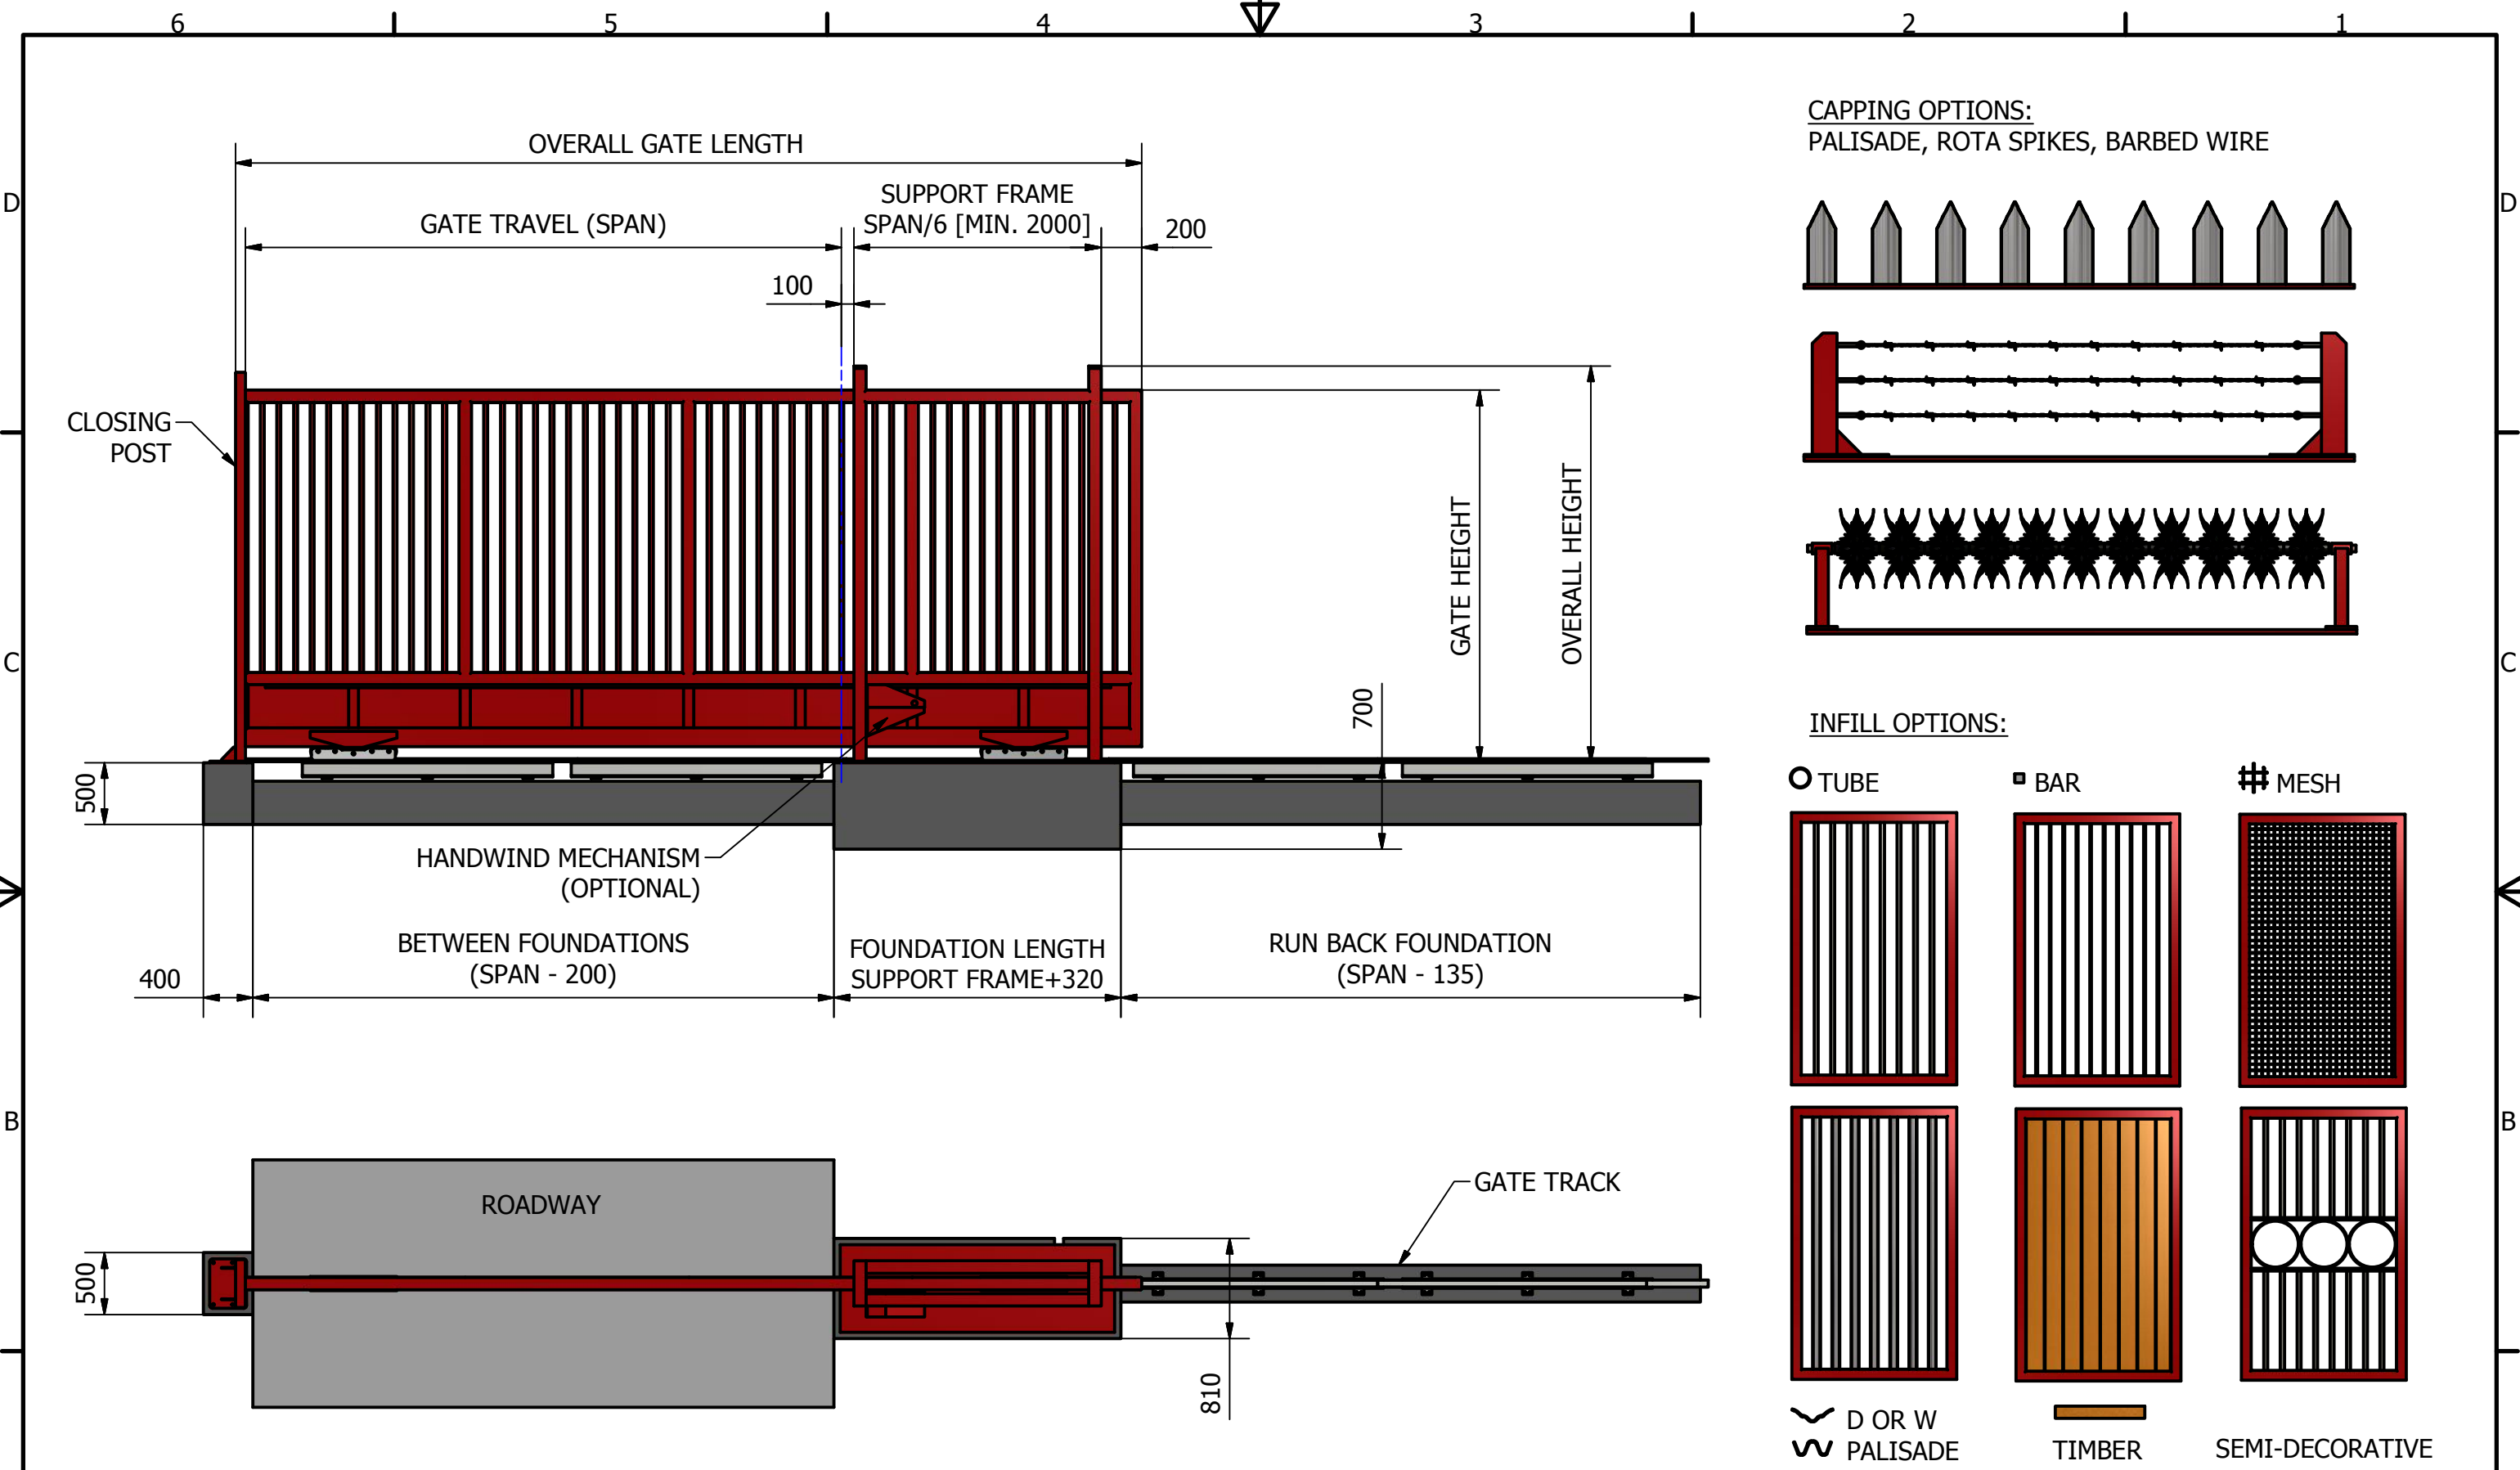 6 5 4 3 2 1
D
D
C
C
B
B
OVERALL GATE LENGTH
GATE TRAVEL (SPAN)
SUPPORT FRAME
SPAN/6 [MIN. 2000]
200
100
CLOSING
POST
GATE HEIGHT
OVERALL HEIGHT
700
500
HANDWIND MECHANISM
(OPTIONAL)
400
BETWEEN FOUNDATIONS
(SPAN - 200)
FOUNDATION LENGTH
SUPPORT FRAME+320
RUN BACK FOUNDATION
(SPAN - 135)
ROADWAY
GATE TRACK
500
810
CAPPING OPTIONS:
PALISADE, ROTA SPIKES, BARBED WIRE
INFILL OPTIONS:
TUBE
BAR
MESH
D OR W
PALISADE
TIMBER
SEMI-DECORATIVE